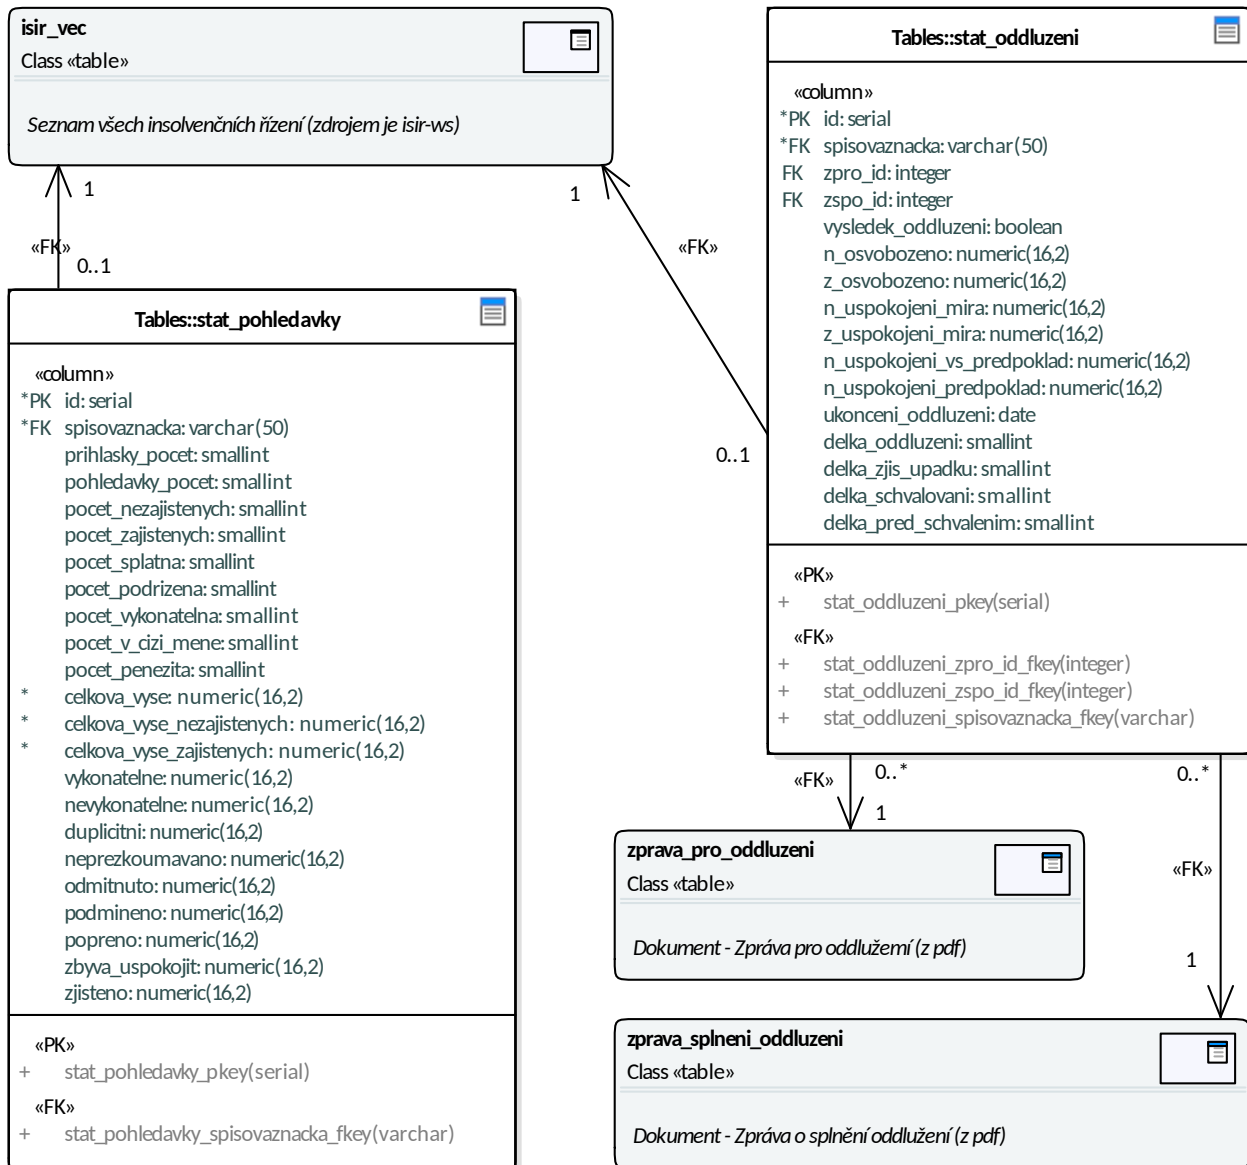 isir_vec
Class «table»
Seznam všech insolvenčních řízení (zdrojem je isir-ws)
1
«FK»
0..1
Tables::stat_pohledavky
«column»
*PK id: serial
*FK spisovaznacka: varchar(50)
prihlasky_pocet: smallint
pohledavky_pocet: smallint
pocet_nezajistenych: smallint
pocet_zajistenych: smallint
pocet_splatna: smallint
pocet_podrizena: smallint
pocet_vykonatelna: smallint
pocet_v_cizi_mene: smallint
pocet_penezita: smallint
* celkova_vyse: numeric(16,2)
* celkova_vyse_nezajistenych: numeric(16,2)
* celkova_vyse_zajistenych: numeric(16,2)
vykonatelne: numeric(16,2)
nevykonatelne: numeric(16,2)
duplicitni: numeric(16,2)
neprezkoumavano: numeric(16,2)
odmitnuto: numeric(16,2)
podmineno: numeric(16,2)
popreno: numeric(16,2)
zbyva_uspokojit: numeric(16,2)
zjisteno: numeric(16,2)
«PK»
+ stat_pohledavky_pkey(serial)
«FK»
+ stat_pohledavky_spisovaznacka_fkey(varchar)
1
«FK»
0..1
Tables::stat_oddluzeni
«column»
*PK id: serial
*FK spisovaznacka: varchar(50)
FK zpro_id: integer
FK zspo_id: integer
vysledek_oddluzeni: boolean
n_osvobozeno: numeric(16,2)
z_osvobozeno: numeric(16,2)
n_uspokojeni_mira: numeric(16,2)
z_uspokojeni_mira: numeric(16,2)
n_uspokojeni_vs_predpoklad: numeric(16,2)
n_uspokojeni_predpoklad: numeric(16,2)
ukonceni_oddluzeni: date
delka_oddluzeni: smallint
delka_zjis_upadku: smallint
delka_schvalovani: smallint
delka_pred_schvalenim: smallint
«PK»
+ stat_oddluzeni_pkey(serial)
«FK»
+ stat_oddluzeni_zpro_id_fkey(integer)
+ stat_oddluzeni_zspo_id_fkey(integer)
+ stat_oddluzeni_spisovaznacka_fkey(varchar)
«FK»
0..*
1
0..*
«FK»
1
zprava_pro_oddluzeni
Class «table»
Dokument - Zpráva pro oddlužemí (z pdf)
zprava_splneni_oddluzeni
Class «table»
Dokument - Zpráva o splnění oddlužení (z pdf)